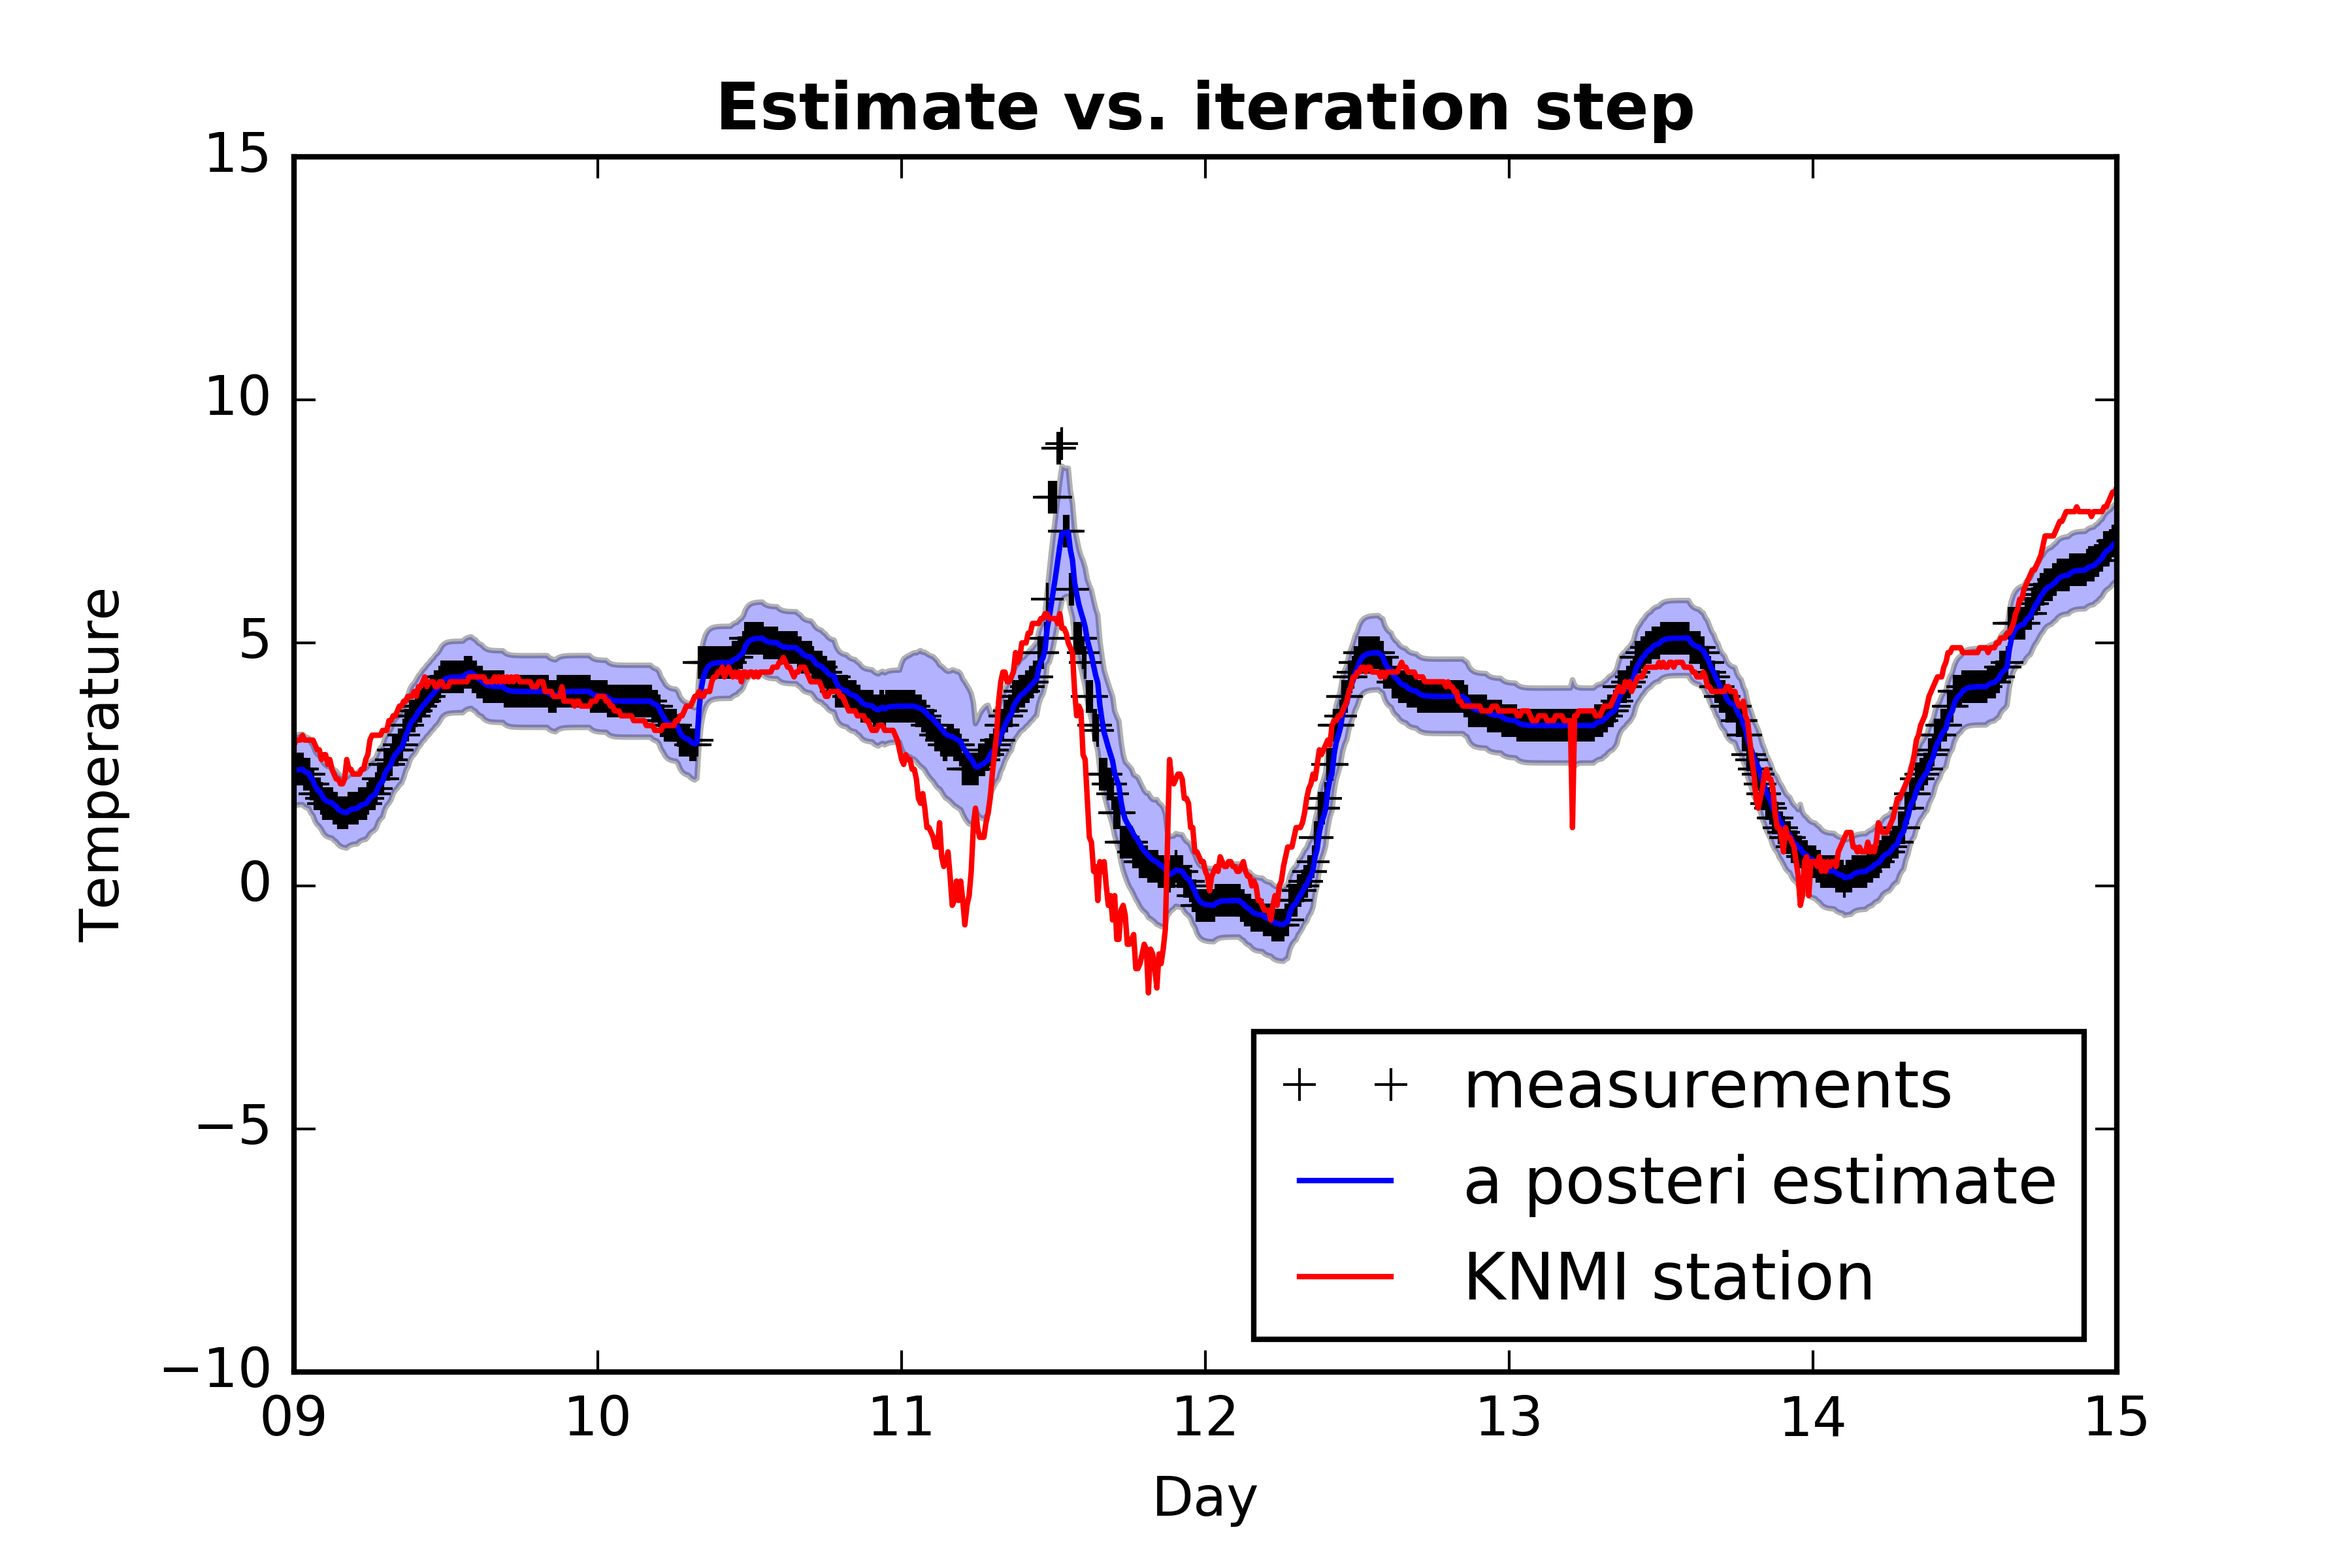 Estimate vs. iteration step
15
10
5
0
−5
−10
Temperature
measurements
a posteri estimate
KNMI station
09 10 11 12 13 14 15
Day